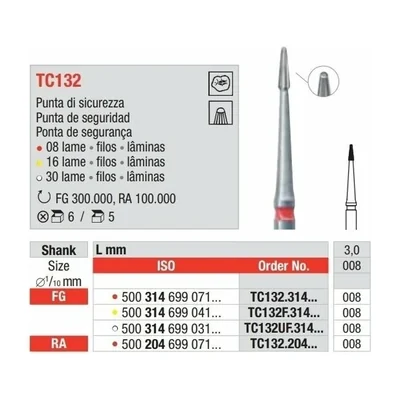 TC132
Punta di sicurezza
Punta de seguridad
Ponta de segurança
08 lame • filos • lâminas
16 lame • filos • lâminas
30 lame • filos • lâminas
FG 300.000, RA 100.000
6 / 5
Shank L mm 3,0
Size ISO Order No. 008
Ø 1/10 mm
FG • 500 314 699 071... TC132.314... 008
• 500 314 699 041... TC132F.314... 008
500 314 699 031... TC132UF.314... 008
RA • 500 204 699 071... TC132.204... 008